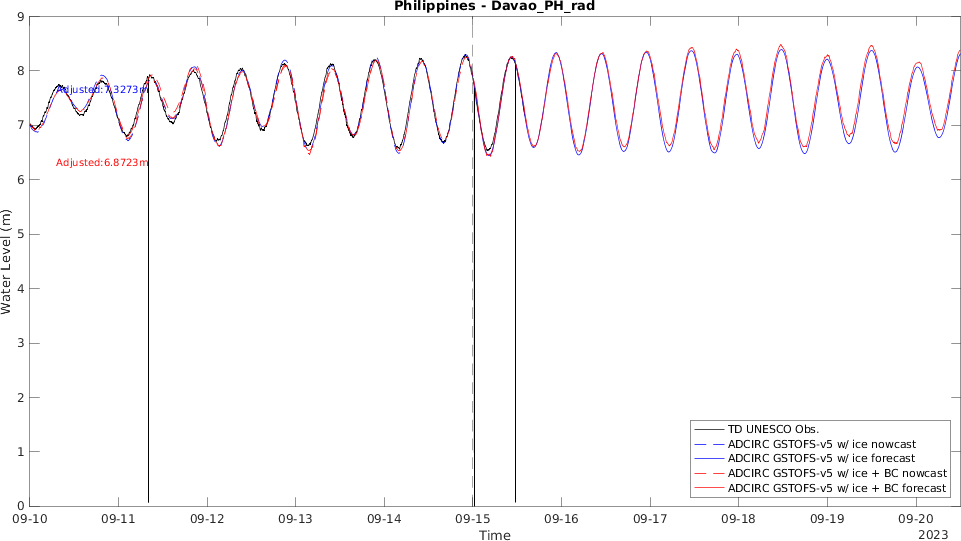 Philippines - Davao_PH_rad
9
8
7
6
5
4
3
2
1
0
Water Level (m)
Adjusted:7.3273m
Adjusted:6.8723m
TD UNESCO Obs.
ADCIRC GSTOFS-v5 w/ ice nowcast
ADCIRC GSTOFS-v5 w/ ice forecast
ADCIRC GSTOFS-v5 w/ ice + BC nowcast
ADCIRC GSTOFS-v5 w/ ice + BC forecast
09-10 09-11 09-12 09-13 09-14 09-15 09-16 09-17 09-18 09-19 09-20
Time
2023